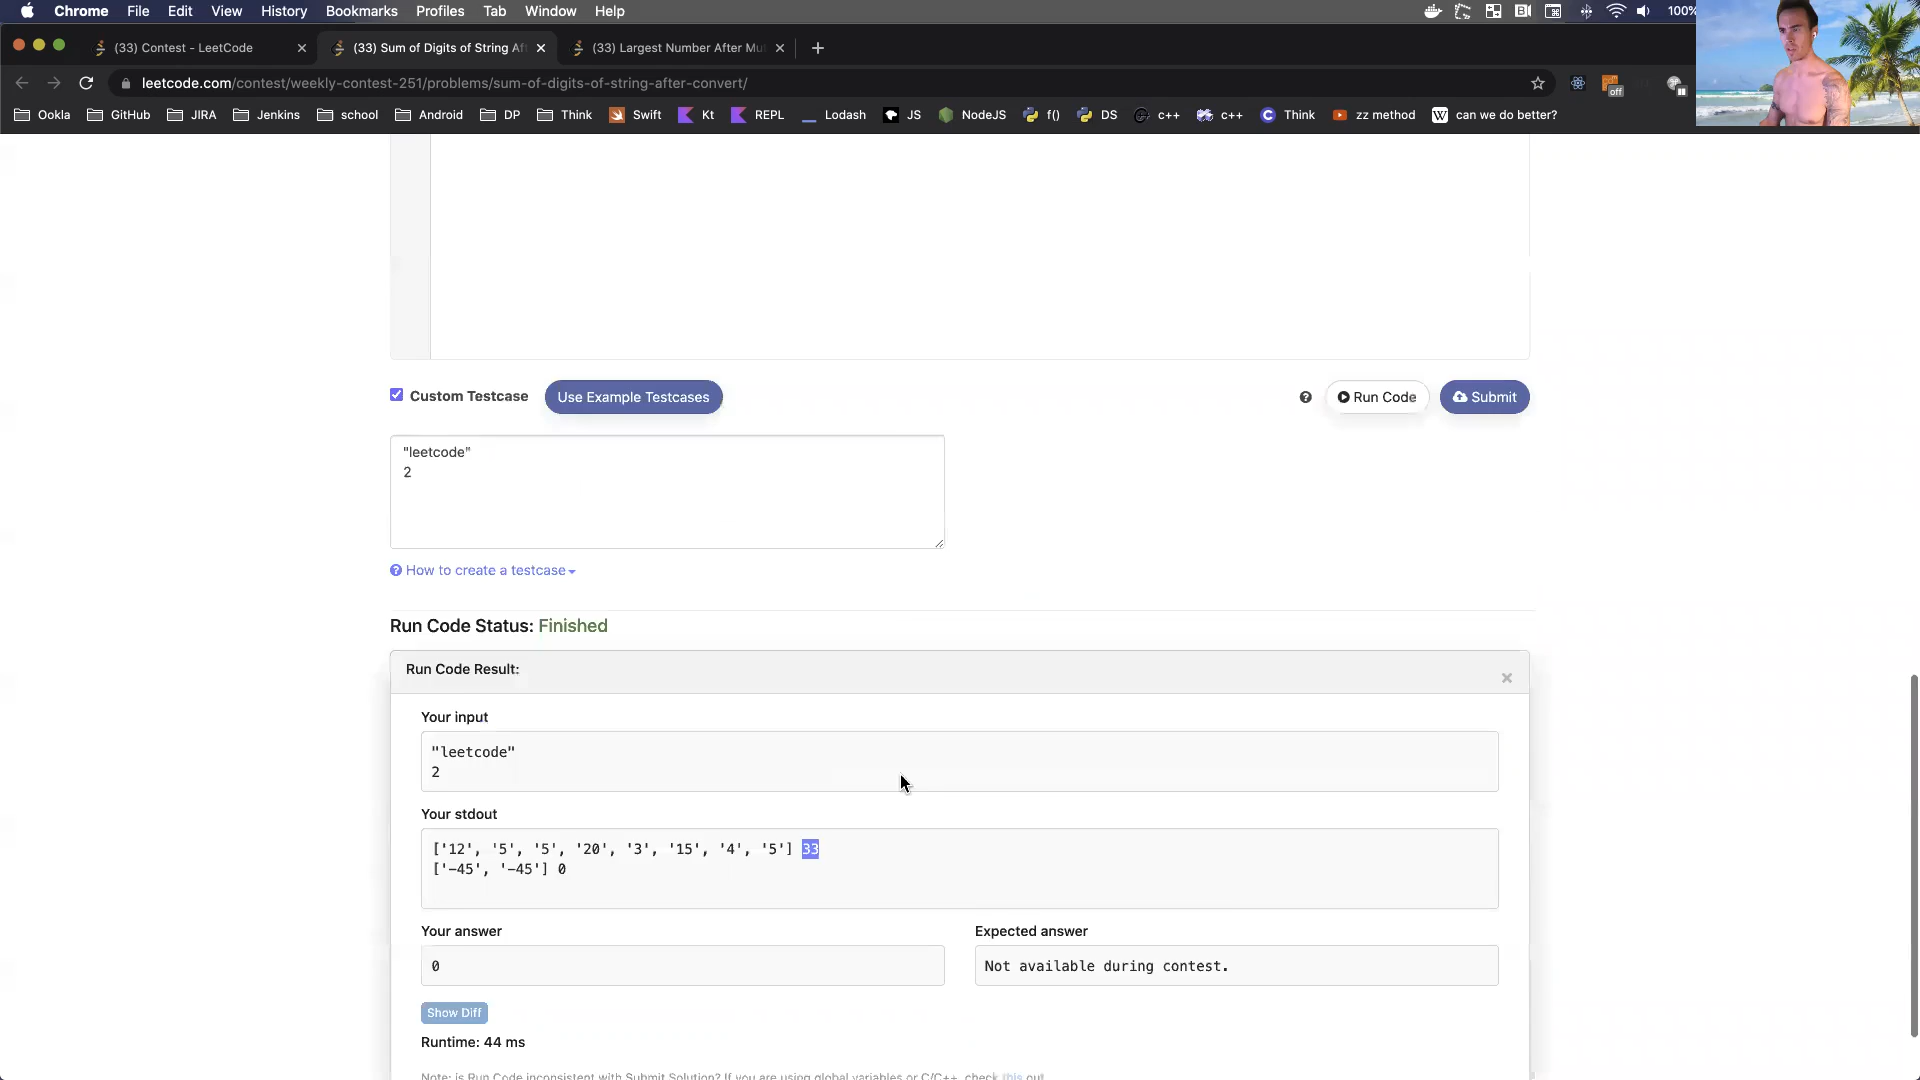 Chrome File Edit View History Bookmarks Profiles Tab Window Help 100%
(33) Contest - LeetCode
(33) Sum of Digits of String Af
(33) Largest Number After Mu
leetcode.com/contest/weekly-contest-251/problems/sum-of-digits-of-string-after-convert/
off
Ookla GitHub JIRA Jenkins school Android DP Think Swift Kt REPL Lodash JS NodeJS f() DS c++ c++ Think zz method can we do better?
Custom Testcase Use Example Testcases Run Code Submit
"leetcode"
2
How to create a testcase
Run Code Status: Finished
Run Code Result:
Your input
"leetcode"
2
Your stdout
['12', '5', '5', '20', '3', '15', '4', '5'] 33
['-45', '-45'] 0
Your answer Expected answer
0 Not available during contest.
Show Diff
Runtime: 44 ms
Note: is Run Code inconsistent with Submit Solution? If you are using global variables or C/C++, check this out